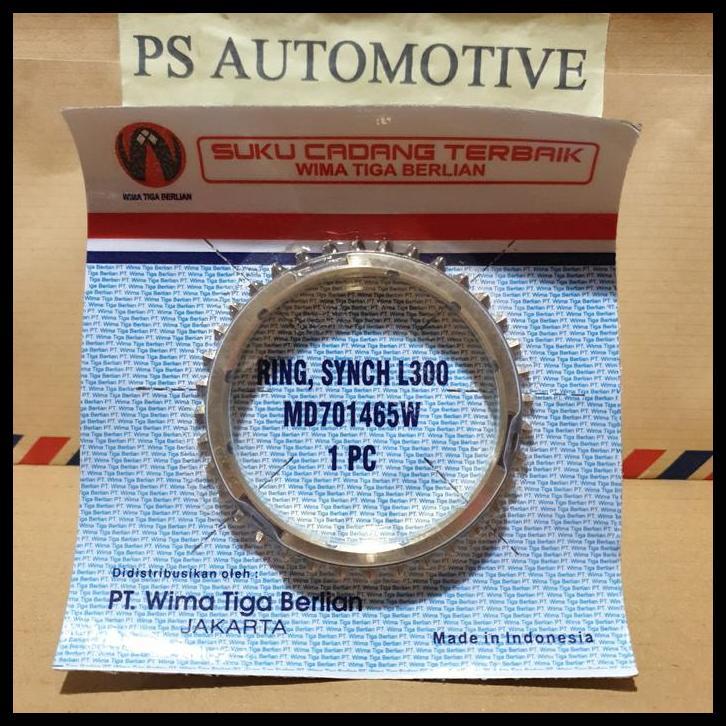 PS AUTOMOTIVE
WIMA TIGA BERLIAN
SUKU CADANG TERBAIK
WIMA TIGA BERLIAN
RING, SYNCH L300
MD701465W
1 PC
Didistribusikan oleh :
PT. Wima Tiga Berlian
JAKARTA
Made in Indonesia